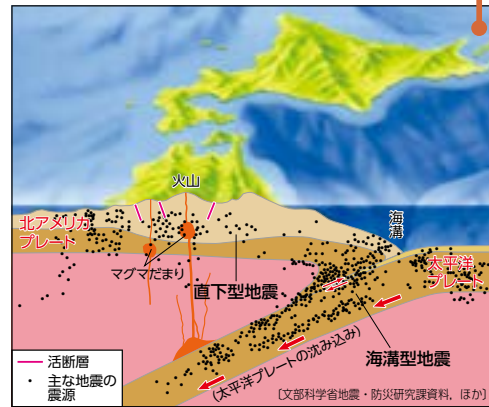 火山
海溝
北アメリカ
プレート
太平洋
プレート
マグマだまり
直下型地震
海溝型地震
(太平洋プレートの沈み込み)
活断層
主な地震の
震源
〔文部科学省地震・防災研究課資料，ほか〕